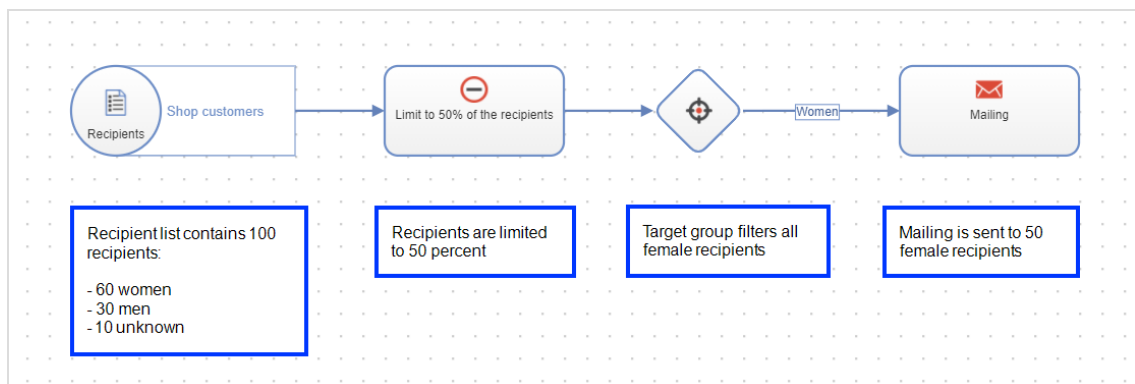 Recipients
Shop customers
Limit to 50% of the recipients
Women
Mailing
Recipient list contains 100
recipients:
- 60 women
- 30 men
- 10 unknown
Recipients are limited
to 50 percent
Target group filters all
female recipients
Mailing is sent to 50
female recipients